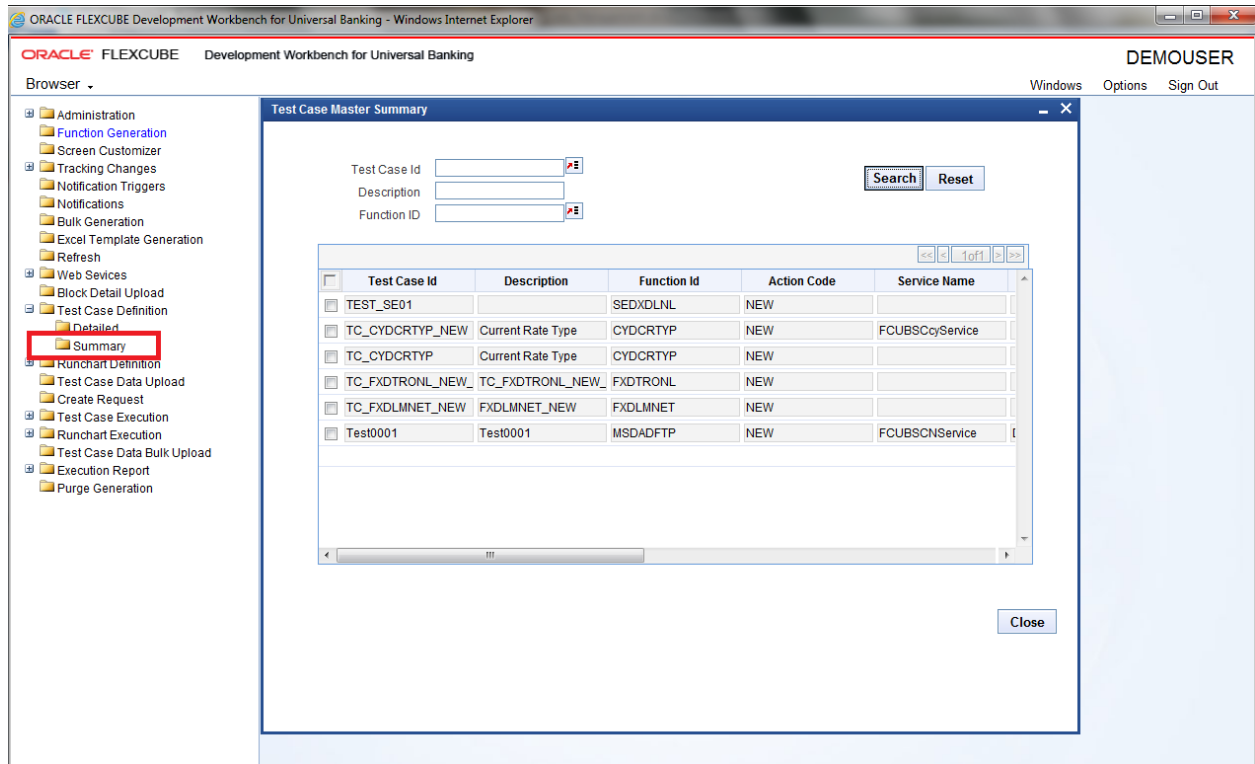 ORACLE FLEXCUBE Development Workbench for Universal Banking - Windows Internet Explorer
ORACLE' FLEXCUBE Development Workbench for Universal Banking
DEMOUSER
Browser
Windows Options Sign Out
Administration
Function Generation
Screen Customizer
Tracking Changes
Notification Triggers
Notifications
Bulk Generation
Excel Template Generation
Refresh
Web Sevices
Block Detail Upload
Test Case Definition
Detailed
Summary
Runchart Definition
Test Case Data Upload
Create Request
Test Case Execution
Runchart Execution
Test Case Data Bulk Upload
Execution Report
Purge Generation
Test Case Master Summary
Test Case Id
Description
Function ID
Search Reset
<< < 1of1 > >>
Test Case Id Description Function Id Action Code Service Name
TEST_SE01 SEDXDLNL NEW
TC_CYDCRTYP_NEW Current Rate Type CYDCRTYP NEW FCUBSCcyService
TC_CYDCRTYP Current Rate Type CYDCRTYP NEW
TC_FXDTRONL_NEW_ TC_FXDTRONL_NEW_ FXDTRONL NEW
TC_FXDLMNET_NEW FXDLMNET_NEW FXDLMNET NEW
Test0001 Test0001 MSDADFTP NEW FCUBSCNService
Close